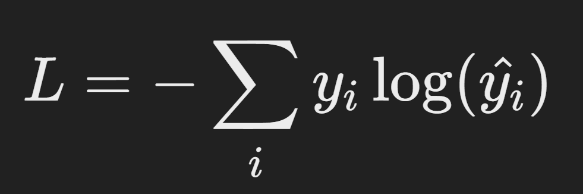 L = − ∑_i y_i log(ŷ_i)